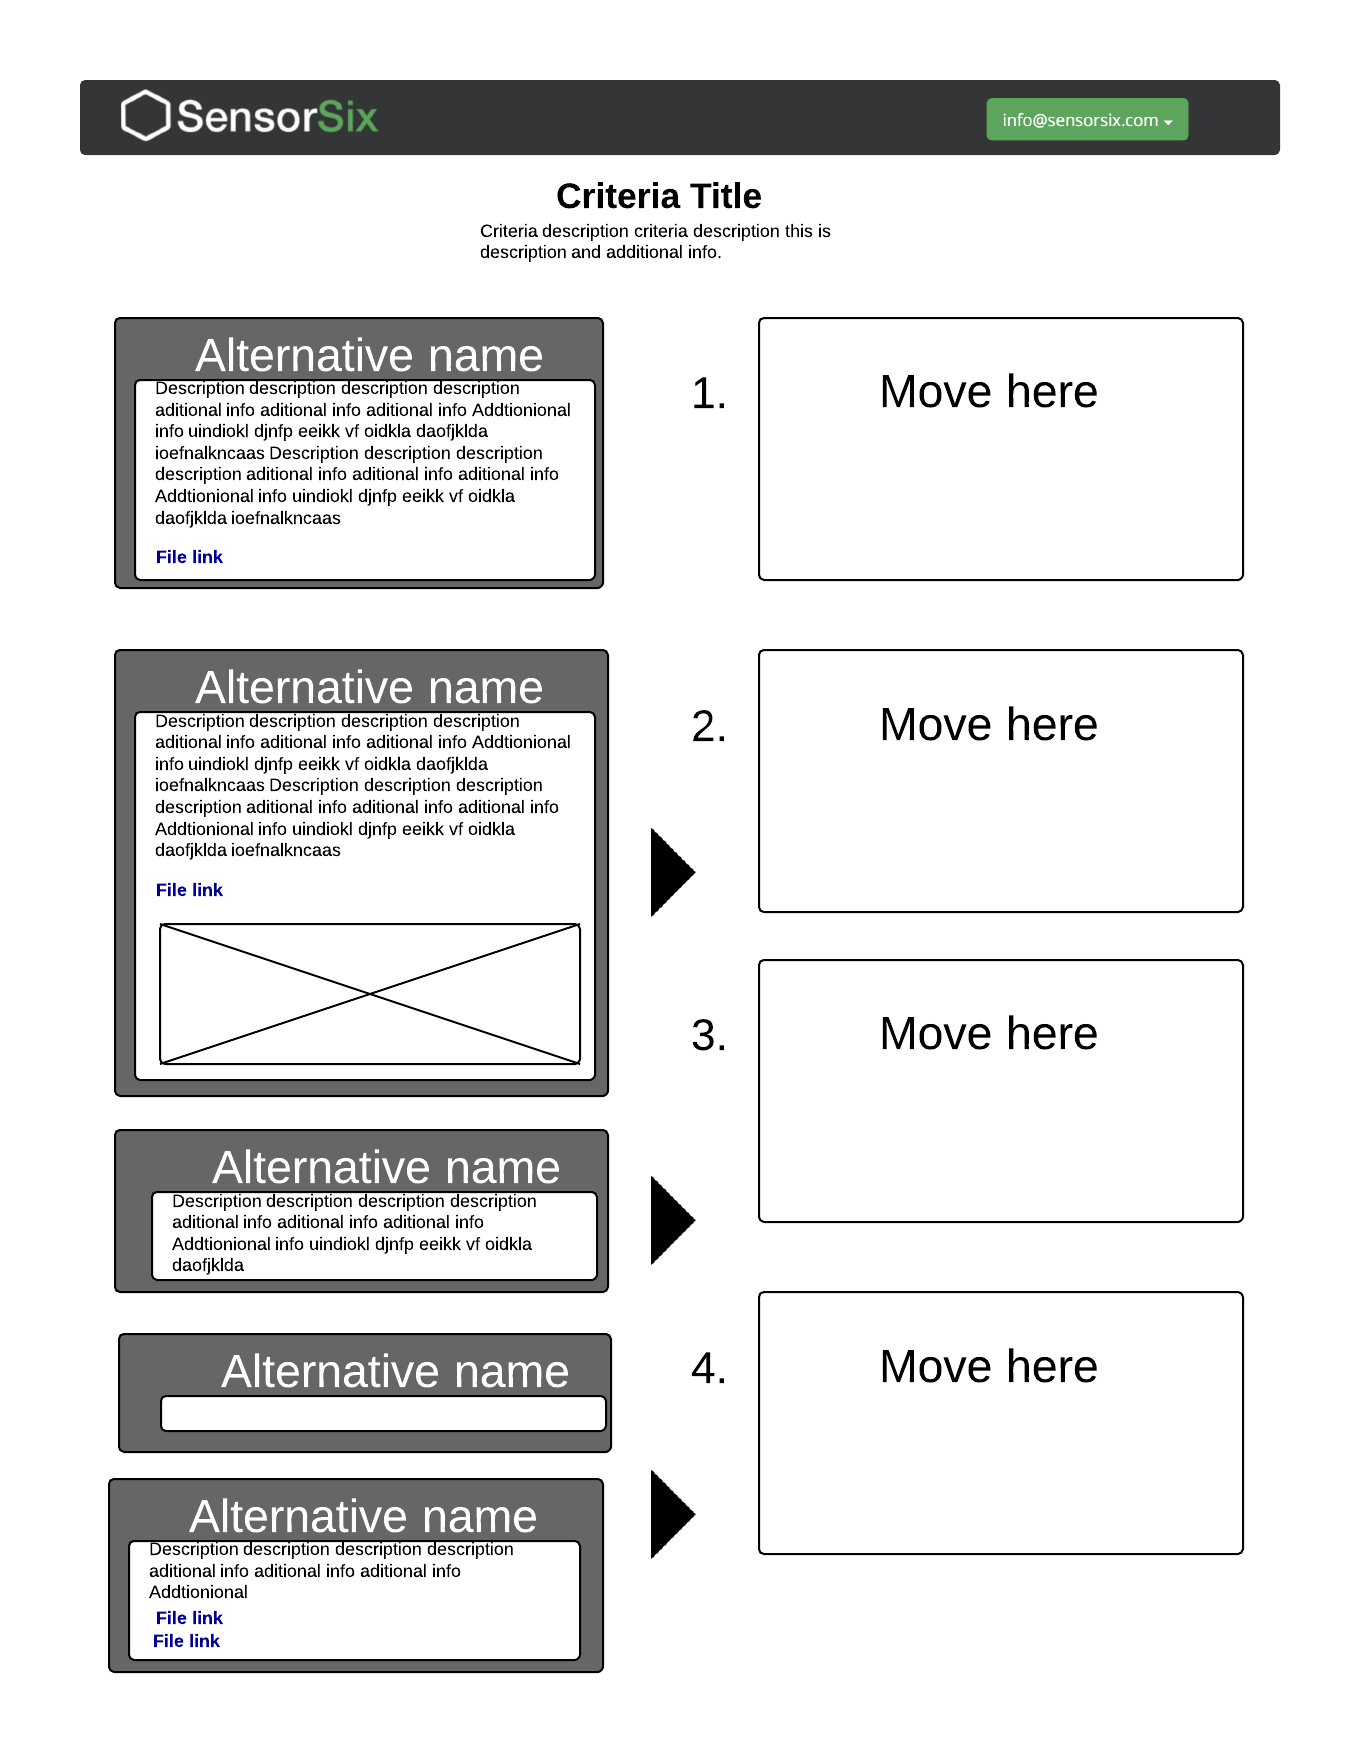 SensorSix
info@sensorsix.com
Criteria Title
Criteria description criteria description this is
description and additional info.
Alternative name
Description description description description
aditional info aditional info aditional info Addtionional
info uindiokl djnfp eeikk vf oidkla daofjklda
ioefnalkncaas Description description description
description aditional info aditional info aditional info
Addtionional info uindiokl djnfp eeikk vf oidkla
daofjklda ioefnalkncaas
File link
1.
Move here
Alternative name
Description description description description
aditional info aditional info aditional info Addtionional
info uindiokl djnfp eeikk vf oidkla daofjklda
ioefnalkncaas Description description description
description aditional info aditional info aditional info
Addtionional info uindiokl djnfp eeikk vf oidkla
daofjklda ioefnalkncaas
File link
2.
Move here
3.
Move here
Alternative name
Description description description description
aditional info aditional info aditional info
Addtionional info uindiokl djnfp eeikk vf oidkla
daofjklda
Alternative name
4.
Move here
Alternative name
Description description description description
aditional info aditional info aditional info
Addtionional
File link
File link